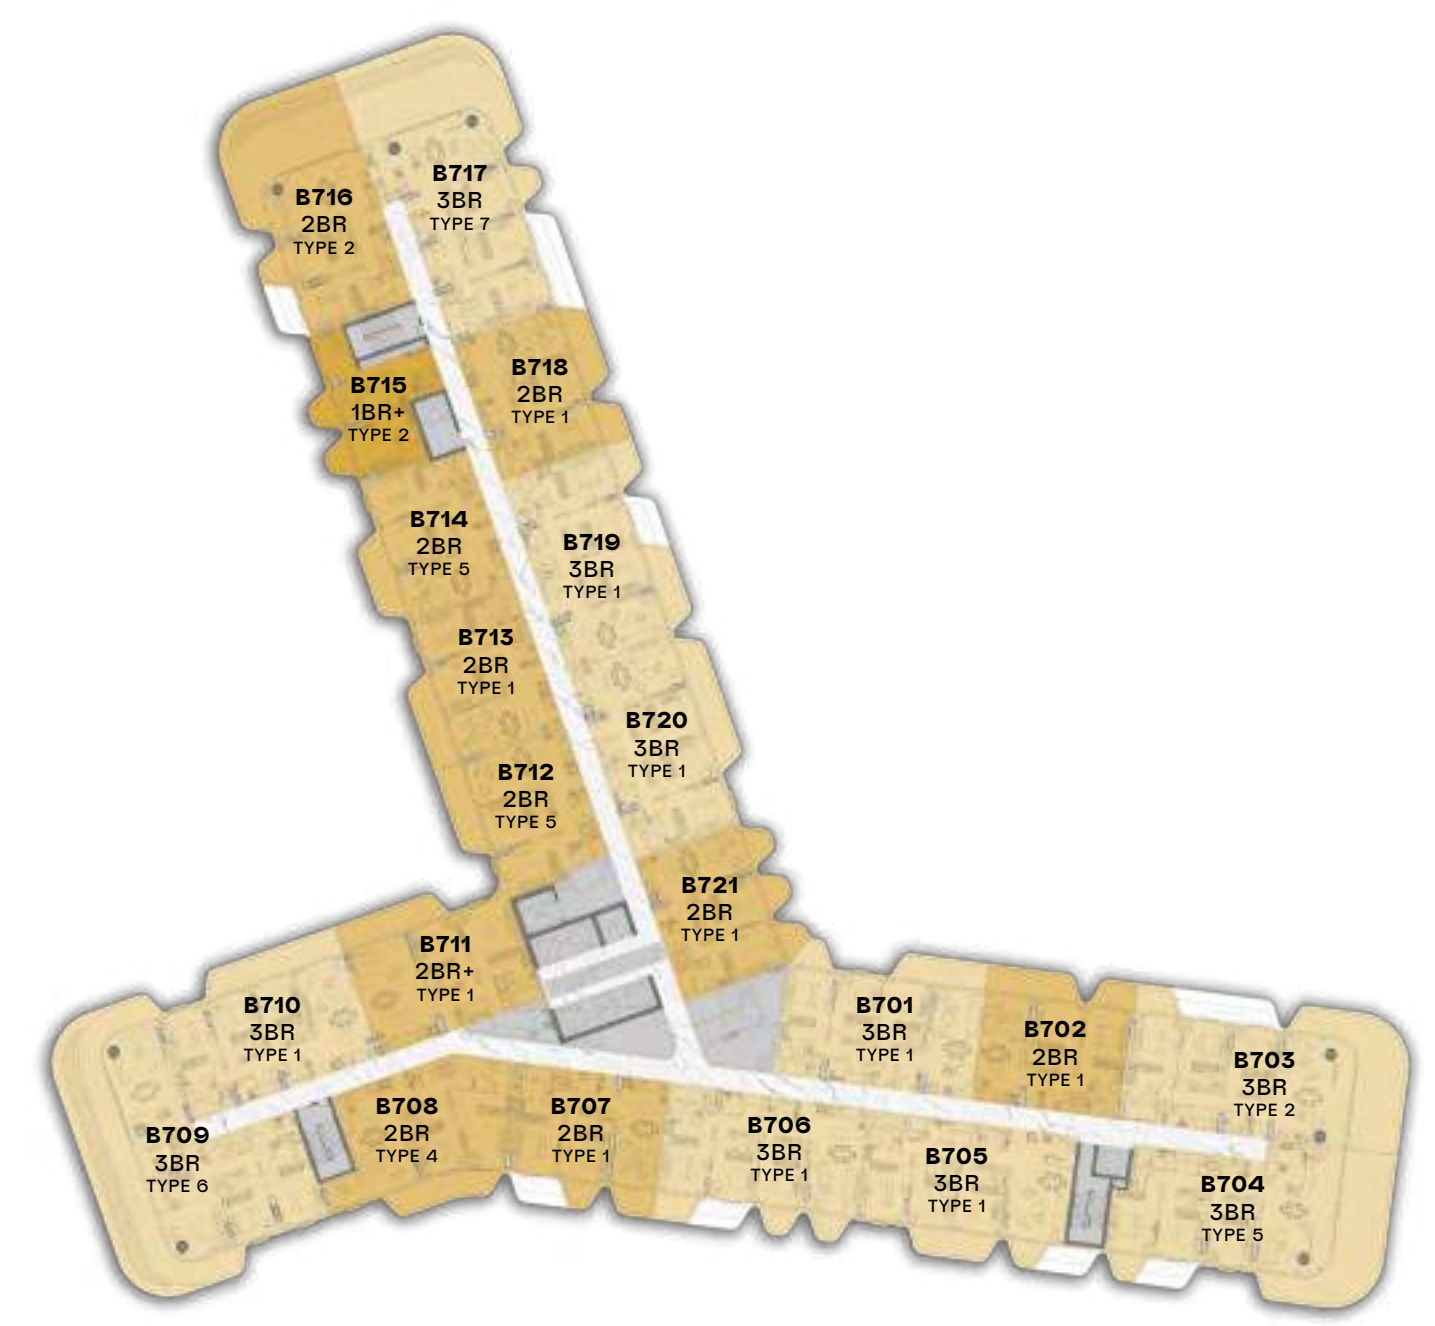 B717
3BR
TYPE 7
B716
2BR
TYPE 2
B718
2BR
TYPE 1
B715
1BR+
TYPE 2
B714
2BR
TYPE 5
B719
3BR
TYPE 1
B713
2BR
TYPE 1
B720
3BR
TYPE 1
B712
2BR
TYPE 5
B721
2BR
TYPE 1
B711
2BR+
TYPE 1
B710
3BR
TYPE 1
B701
3BR
TYPE 1
B702
2BR
TYPE 1
B703
3BR
TYPE 2
B709
3BR
TYPE 6
B708
2BR
TYPE 4
B707
2BR
TYPE 1
B706
3BR
TYPE 1
B705
3BR
TYPE 1
B704
3BR
TYPE 5